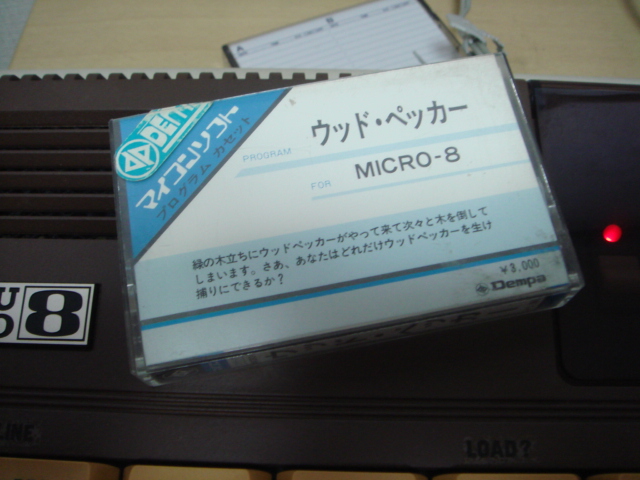 A
B
DEMPA
マイコンソフト
プログラム カセット
PROGRAM ウッド・ペッカー
FOR MICRO-8
緑の木立ちにウッドペッカーがやって来て次々と木を倒して
しまいます。さあ、あなたはどれだけウッドペッカーを生け
捕りにできるか?
¥3,000
Dempa
8
LINE
LOAD?